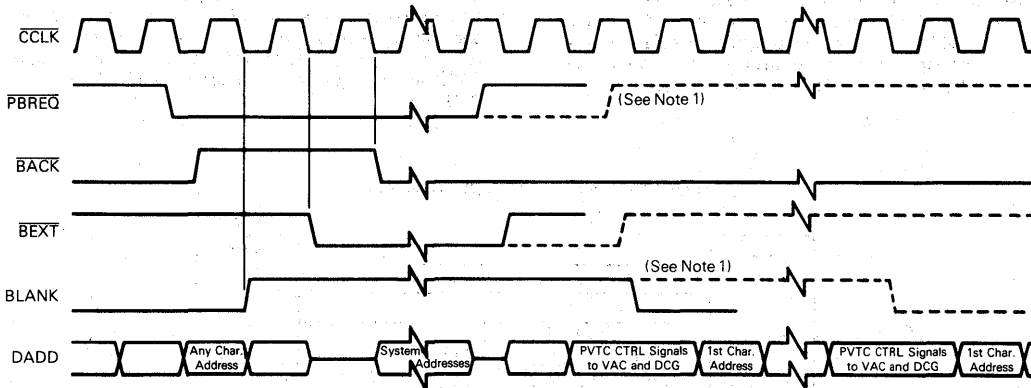 CCLK
PBREQ
(See Note 1)
BACK
BEXT
(See Note 1)
BLANK
DADD
Any Char.
Address
System
Addresses
PVTC CTRL Signals
to VAC and DCG
1st Char.
Address
PVTC CTRL Signals
to VAC and DCG
1st Char.
Address